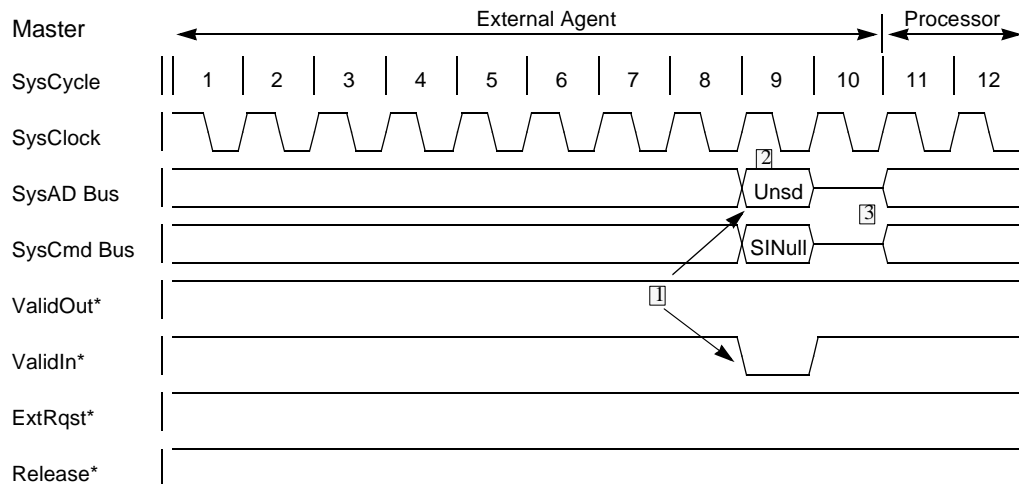 External Agent
Processor
Master
SysCycle 1 2 3 4 5 6 7 8 9 10 11 12
SysClock
2
SysAD Bus Unsd
3
SysCmd Bus SINull
1
ValidOut*
ValidIn*
ExtRqst*
Release*